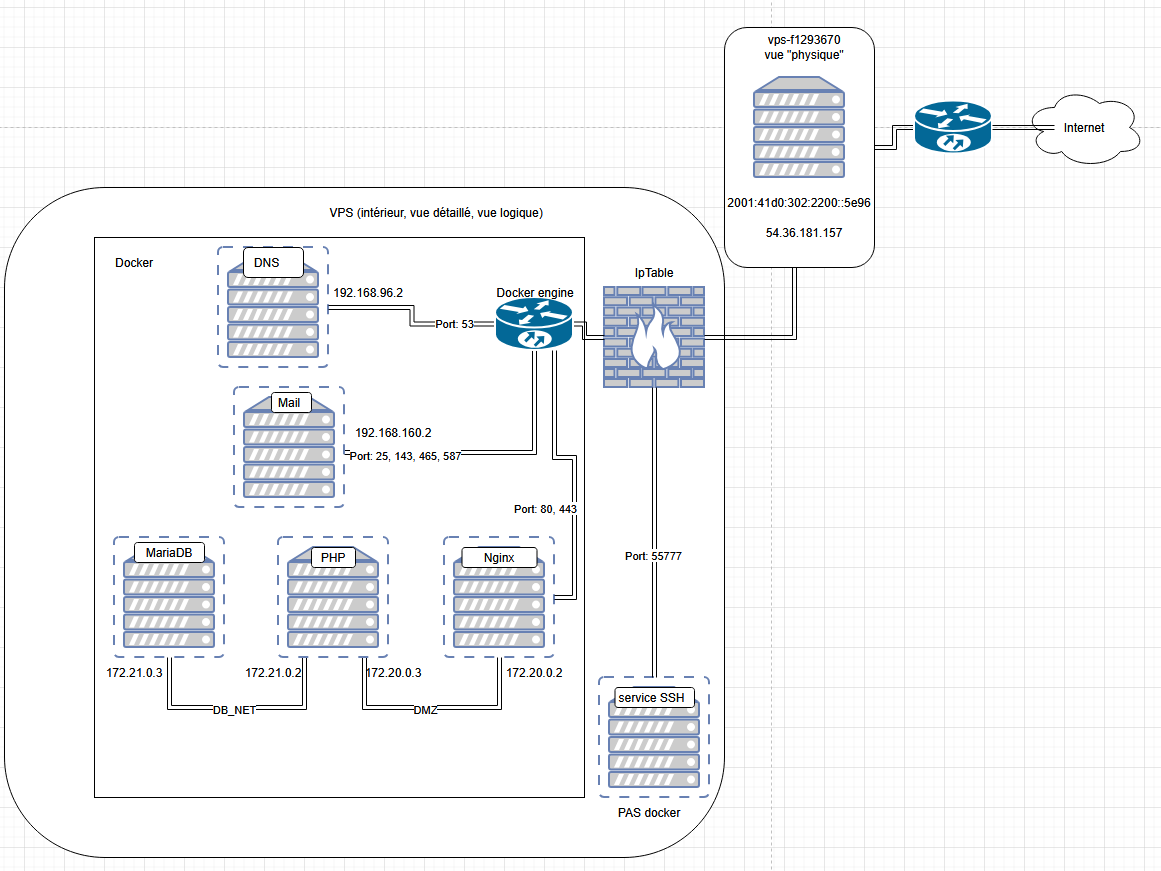 vps-f1293670
vue "physique"
Internet
2001:41d0:302:2200::5e96
54.36.181.157
VPS (intérieur, vue détaillé, vue logique)
Docker
DNS
192.168.96.2
Port: 53
Docker engine
IpTable
Mail
192.168.160.2
Port: 25, 143, 465, 587
Port: 80, 443
MariaDB
PHP
Nginx
Port: 55777
172.21.0.3
172.21.0.2
172.20.0.3
172.20.0.2
DB_NET
DMZ
service SSH
PAS docker